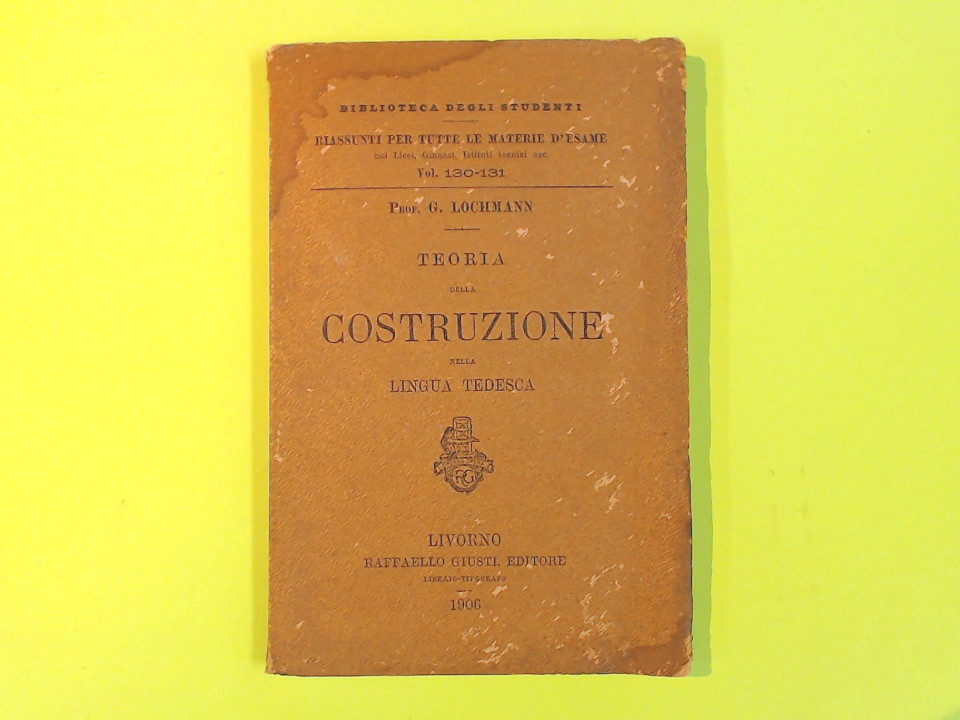 BIBLIOTECA DEGLI STUDENTI
RIASSUNTI PER TUTTE LE MATERIE D'ESAME
nei Licei, Ginnasi, Istituti tecnici ecc.
Vol. 130-131
PROF. G. LOCHMANN
TEORIA
DELLA
COSTRUZIONE
NELLA
LINGUA TEDESCA
RG
LIVORNO
RAFFAELLO GIUSTI, EDITORE
LIBRAIO-TIPOGRAFO
1906